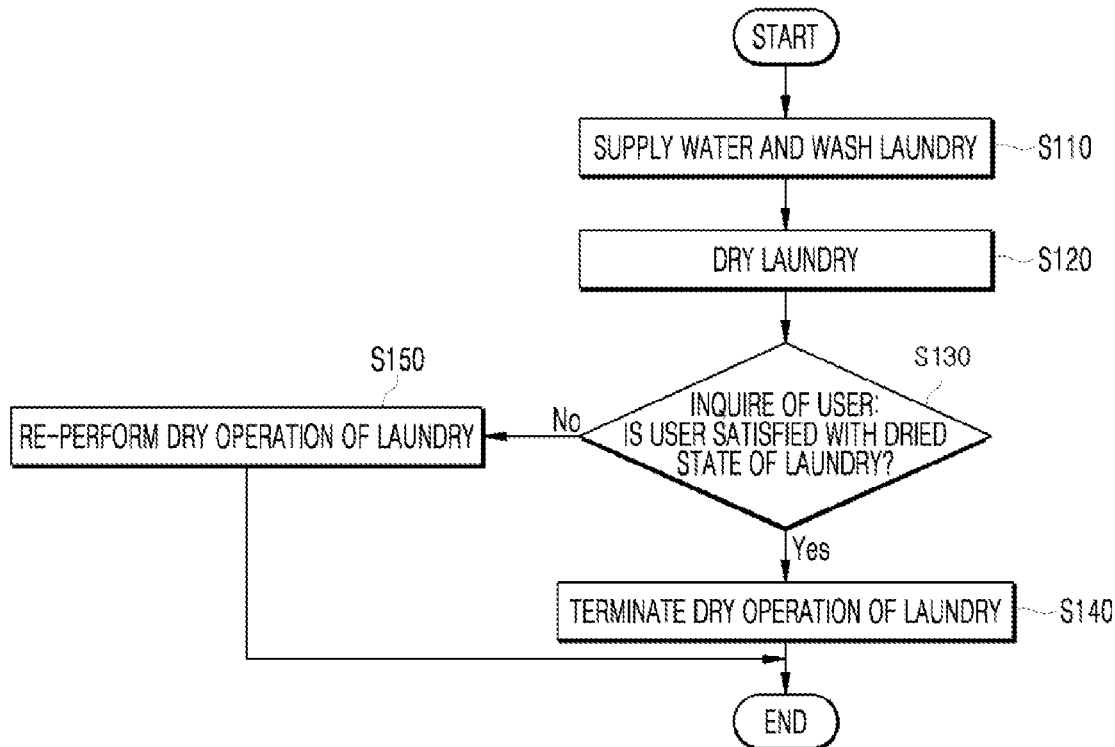 START
SUPPLY WATER AND WASH LAUNDRY
S110
DRY LAUNDRY
S120
S130
INQUIRE OF USER:
IS USER SATISFIED WITH DRIED
STATE OF LAUNDRY?
No
S150
RE-PERFORM DRY OPERATION OF LAUNDRY
Yes
TERMINATE DRY OPERATION OF LAUNDRY
S140
END